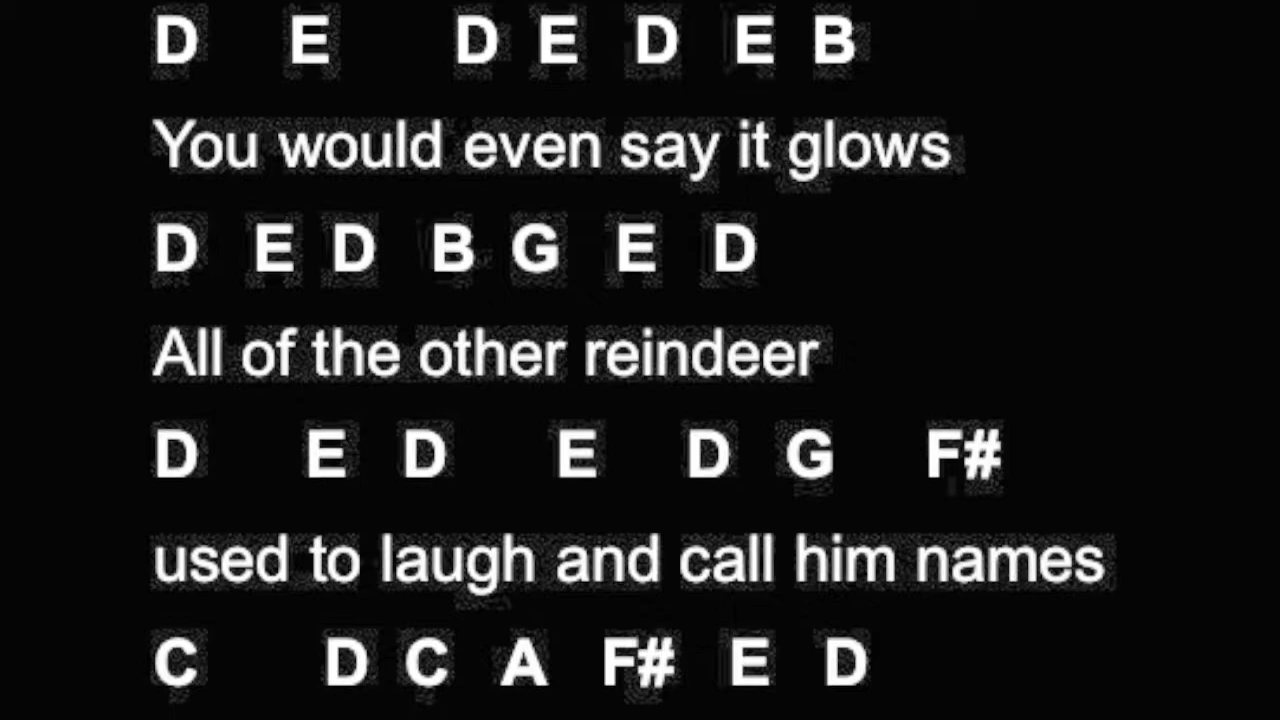 D E D E D E B
You would even say it glows
D E D B G E D
All of the other reindeer
D E D E D G F#
used to laugh and call him names
C D C A F# E D